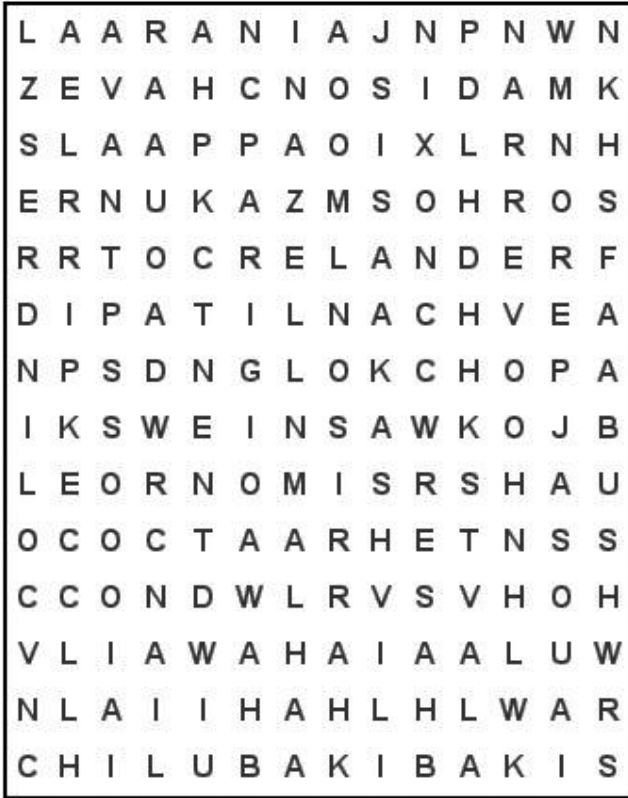 L A A R A N I A J N P N W N
Z E V A H C N O S I D A M K
S L A A P P A O I X L R N H
E R N U K A Z M S O H R O S
R R T O C R E L A N D E R F
D I P A T I L N A C H V E A
N P S D N G L O K C H O P A
I K S W E I N S A W K O J B
L E O R N O M I S R S H A U
O C O C T A A R H E T N S S
C C O N D W L R V S V H O H
V L I A W A H A I A A L U W
N L A I I H A H L H L W A R
C H I L U B A K I B A K I S